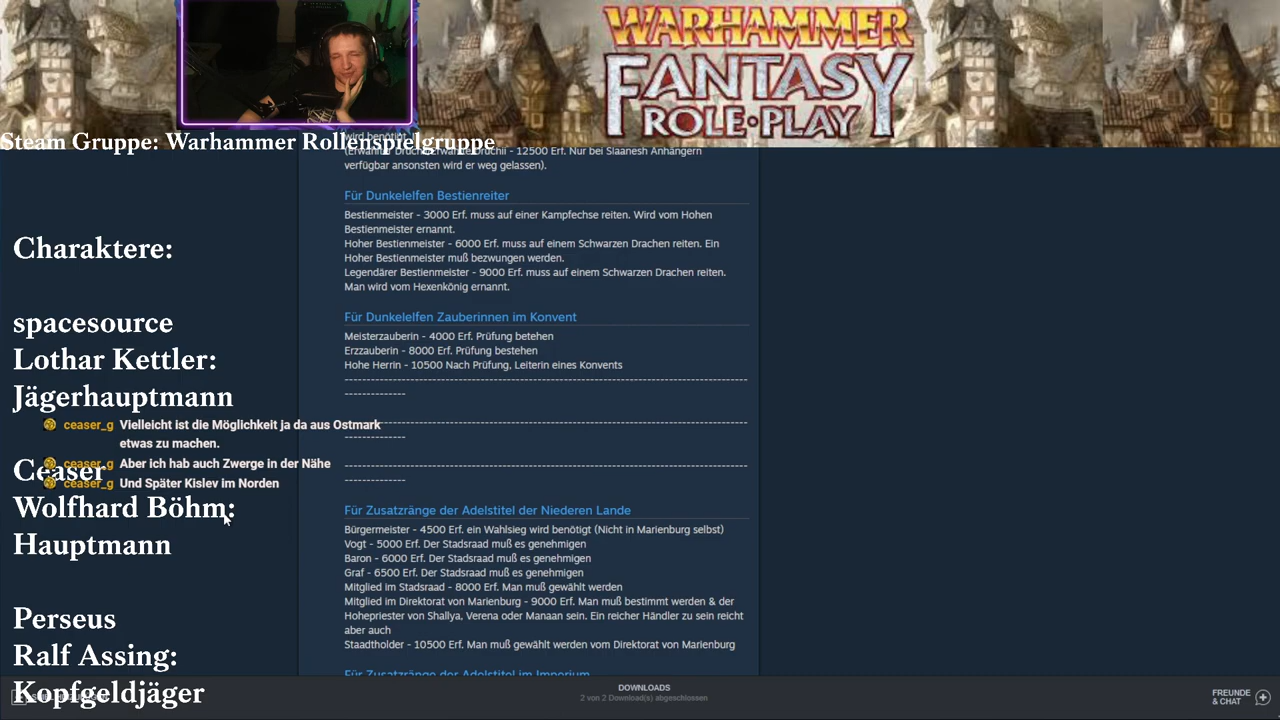 WARHAMMER
FANTASY
ROLE·PLAY
Steam Gruppe: Warhammer Rollenspielgruppe
verfügbar ansonsten wird er weg gelassen).
Für Dunkelelfen Bestienreiter
Bestienmeister - 3000 Erf. muss auf einer Kampfechse reiten. Wird vom Hohen
Bestienmeister ernannt.
Hoher Bestienmeister - 6000 Erf. muss auf einem Schwarzen Drachen reiten. Ein
Hoher Bestienmeister muß bezwungen werden.
Legendärer Bestienmeister - 9000 Erf. muss auf einem Schwarzen Drachen reiten.
Man wird vom Hexenkönig ernannt.
Für Dunkelelfen Zauberinnen im Konvent
Meisterzauberin - 4000 Erf. Prüfung betehen
Erzzauberin - 8000 Erf. Prüfung bestehen
Hohe Herrin - 10500 Nach Prüfung, Leiterin eines Konvents
Für Zusatzränge der Adelstitel der Niederen Lande
Bürgermeister - 4500 Erf. ein Wahlsieg wird benötigt (Nicht in Marienburg selbst)
Vogt - 5000 Erf. Der Stadsraad muß es genehmigen
Baron - 6000 Erf. Der Stadsraad muß es genehmigen
Graf - 6500 Erf. Der Stadsraad muß es genehmigen
Mitglied im Stadsraad - 8000 Erf. Man muß gewählt werden
Mitglied im Direktorat von Marienburg - 9000 Erf. Man muß bestimmt werden & der
Hohepriester von Shallya, Verena oder Manaan sein. Ein reicher Händler zu sein reicht
aber auch
Staadtholder - 10500 Erf. Man muß gewählt werden vom Direktorat von Marienburg
Für Zusatzränge der Adelstitel im Imperium
Charaktere:
spacesource
Lothar Kettler:
Jägerhauptmann
ceaser_g Vielleicht ist die Möglichkeit ja da aus Ostmark
etwas zu machen.
ceaser_g Aber ich hab auch Zwerge in der Nähe
ceaser_g Und Später Kislev im Norden
Ceaser
Wolfhard Böhm:
Hauptmann
Perseus
Ralf Assing:
Kopfgeldjäger
DOWNLOADS
2 von 2 Download(s) abgeschlossen
FREUNDE
& CHAT